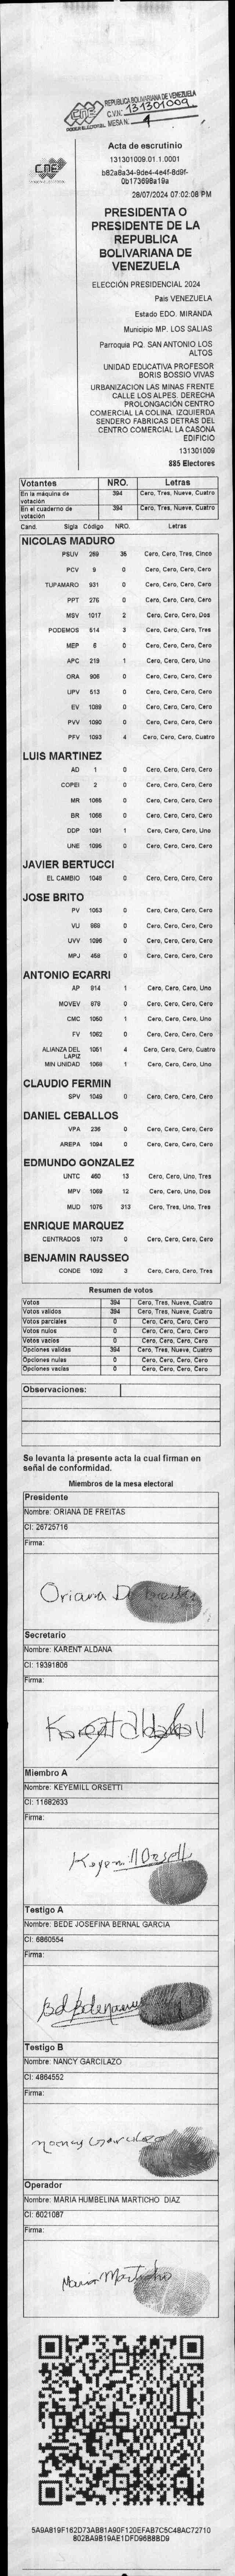 REPUBLICA BOLIVARIANA DE VENEZUELA
CNE
C.V.N° 131301009
PODER ELECTORAL MESA N° 4
CNE
Acta de escrutinio
131301009.01.1.0001
b82a8a34-9de4-4e4f-8d9f-
0b173698a19a
28/07/2024 07:02:08 PM
PRESIDENTA O
PRESIDENTE DE LA
REPUBLICA
BOLIVARIANA DE
VENEZUELA
ELECCIÓN PRESIDENCIAL 2024
Pais VENEZUELA
Estado EDO. MIRANDA
Municipio MP. LOS SALIAS
Parroquia PQ. SAN ANTONIO LOS
ALTOS
UNIDAD EDUCATIVA PROFESOR
BORIS BOSSIO VIVAS
URBANIZACION LAS MINAS FRENTE
CALLE LOS ALPES. DERECHA
PROLONGACIÓN CENTRO
COMERCIAL LA COLINA. IZQUIERDA
SENDERO FABRICAS DETRAS DEL
CENTRO COMERCIAL LA CASONA
EDIFICIO
131301009
885 Electores
Votantes NRO. Letras
En la máquina de votación 394 Cero, Tres, Nueve, Cuatro
En el cuaderno de votación 394 Cero, Tres, Nueve, Cuatro
Cand. Sigla Código NRO. Letras
NICOLAS MADURO
PSUV 269 35 Cero, Cero, Tres, Cinco
PCV 9 0 Cero, Cero, Cero, Cero
TUPAMARO 931 0 Cero, Cero, Cero, Cero
PPT 276 0 Cero, Cero, Cero, Cero
MSV 1017 2 Cero, Cero, Cero, Dos
PODEMOS 514 3 Cero, Cero, Cero, Tres
MEP 6 0 Cero, Cero, Cero, Cero
APC 219 1 Cero, Cero, Cero, Uno
ORA 906 0 Cero, Cero, Cero, Cero
UPV 513 0 Cero, Cero, Cero, Cero
EV 1089 0 Cero, Cero, Cero, Cero
PVV 1090 0 Cero, Cero, Cero, Cero
PFV 1093 4 Cero, Cero, Cero, Cuatro
LUIS MARTINEZ
AD 1 0 Cero, Cero, Cero, Cero
COPEI 2 0 Cero, Cero, Cero, Cero
MR 1065 0 Cero, Cero, Cero, Cero
BR 1066 0 Cero, Cero, Cero, Cero
DDP 1091 1 Cero, Cero, Cero, Uno
UNE 1095 0 Cero, Cero, Cero, Cero
JAVIER BERTUCCI
EL CAMBIO 1048 0 Cero, Cero, Cero, Cero
JOSE BRITO
PV 1053 0 Cero, Cero, Cero, Cero
VU 868 0 Cero, Cero, Cero, Cero
UVV 1096 0 Cero, Cero, Cero, Cero
MPJ 458 0 Cero, Cero, Cero, Cero
ANTONIO ECARRI
AP 814 1 Cero, Cero, Cero, Uno
MOVEV 878 0 Cero, Cero, Cero, Cero
CMC 1050 1 Cero, Cero, Cero, Uno
FV 1062 0 Cero, Cero, Cero, Cero
ALIANZA DEL LAPIZ 1051 4 Cero, Cero, Cero, Cuatro
MIN UNIDAD 1058 1 Cero, Cero, Cero, Uno
CLAUDIO FERMIN
SPV 1049 0 Cero, Cero, Cero, Cero
DANIEL CEBALLOS
VPA 236 0 Cero, Cero, Cero, Cero
AREPA 1094 0 Cero, Cero, Cero, Cero
EDMUNDO GONZALEZ
UNTC 460 13 Cero, Cero, Uno, Tres
MPV 1069 12 Cero, Cero, Uno, Dos
MUD 1075 313 Cero, Tres, Uno, Tres
ENRIQUE MARQUEZ
CENTRADOS 1073 0 Cero, Cero, Cero, Cero
BENJAMIN RAUSSEO
CONDE 1092 3 Cero, Cero, Cero, Tres
Resumen de votos
Votos 394 Cero, Tres, Nueve, Cuatro
Votos validos 394 Cero, Tres, Nueve, Cuatro
Votos parciales 0 Cero, Cero, Cero, Cero
Votos nulos 0 Cero, Cero, Cero, Cero
Votos vacios 0 Cero, Cero, Cero, Cero
Opciones validas 394 Cero, Tres, Nueve, Cuatro
Opciones nulas 0 Cero, Cero, Cero, Cero
Opciones vacias 0 Cero, Cero, Cero, Cero
Observaciones:
Se levanta la presente acta la cual firman en
señal de conformidad.
Miembros de la mesa electoral
Presidente
Nombre: ORIANA DE FREITAS
CI: 26725716
Firma:
Oriana De Freitas
Secretario
Nombre: KARENT ALDANA
CI: 19391806
Firma:
Karent Aldana
Miembro A
Nombre: KEYEMILL ORSETTI
CI: 11682633
Firma:
Keyemill Orsetti
Testigo A
Nombre: BEDE JOSEFINA BERNAL GARCIA
CI: 6860554
Firma:
Testigo B
Nombre: NANCY GARCILAZO
CI: 4864552
Firma:
Nancy Garcilazo
Operador
Nombre: MARIA HUMBELINA MARTICHO DIAZ
CI: 6021087
Firma:
Maria Marticho
5A9A819F162D73AB81A90F120EFAB7C5C48AC72710
802BA9B19AE1DFD96B8BD9